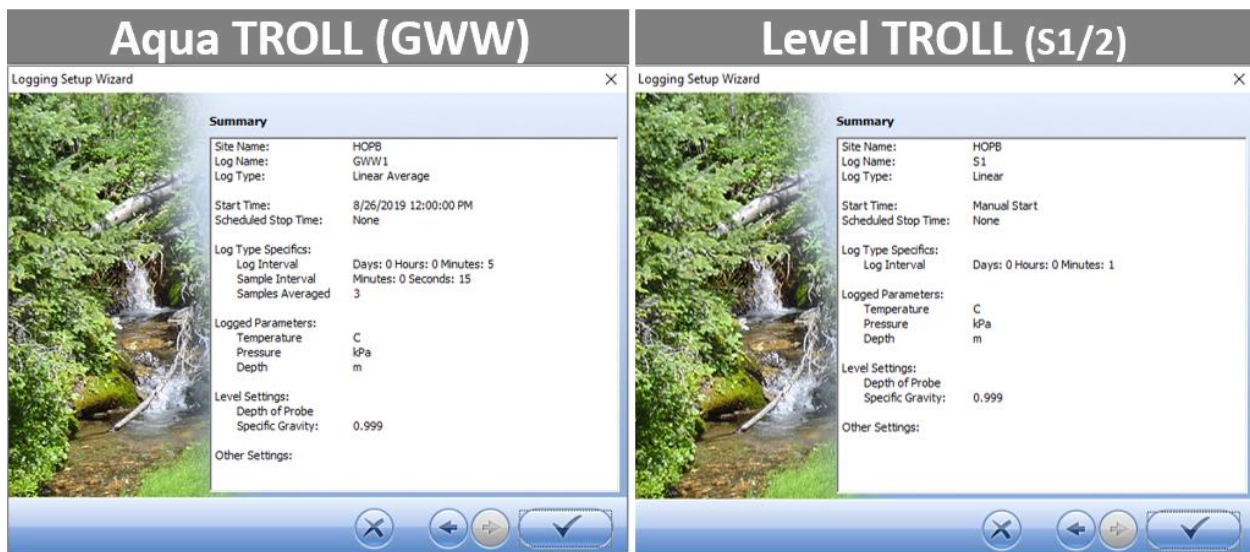 Aqua TROLL (GWW)
Logging Setup Wizard
Summary
Site Name: HOPB
Log Name: GWW1
Log Type: Linear Average
Start Time: 8/26/2019 12:00:00 PM
Scheduled Stop Time: None
Log Type Specifics:
Log Interval Days: 0 Hours: 0 Minutes: 5
Sample Interval Minutes: 0 Seconds: 15
Samples Averaged 3
Logged Parameters:
Temperature C
Pressure kPa
Depth m
Level Settings:
Depth of Probe
Specific Gravity: 0.999
Other Settings:
Level TROLL (S1/2)
Logging Setup Wizard
Summary
Site Name: HOPB
Log Name: S1
Log Type: Linear
Start Time: Manual Start
Scheduled Stop Time: None
Log Type Specifics:
Log Interval Days: 0 Hours: 0 Minutes: 1
Logged Parameters:
Temperature C
Pressure kPa
Depth m
Level Settings:
Depth of Probe
Specific Gravity: 0.999
Other Settings: